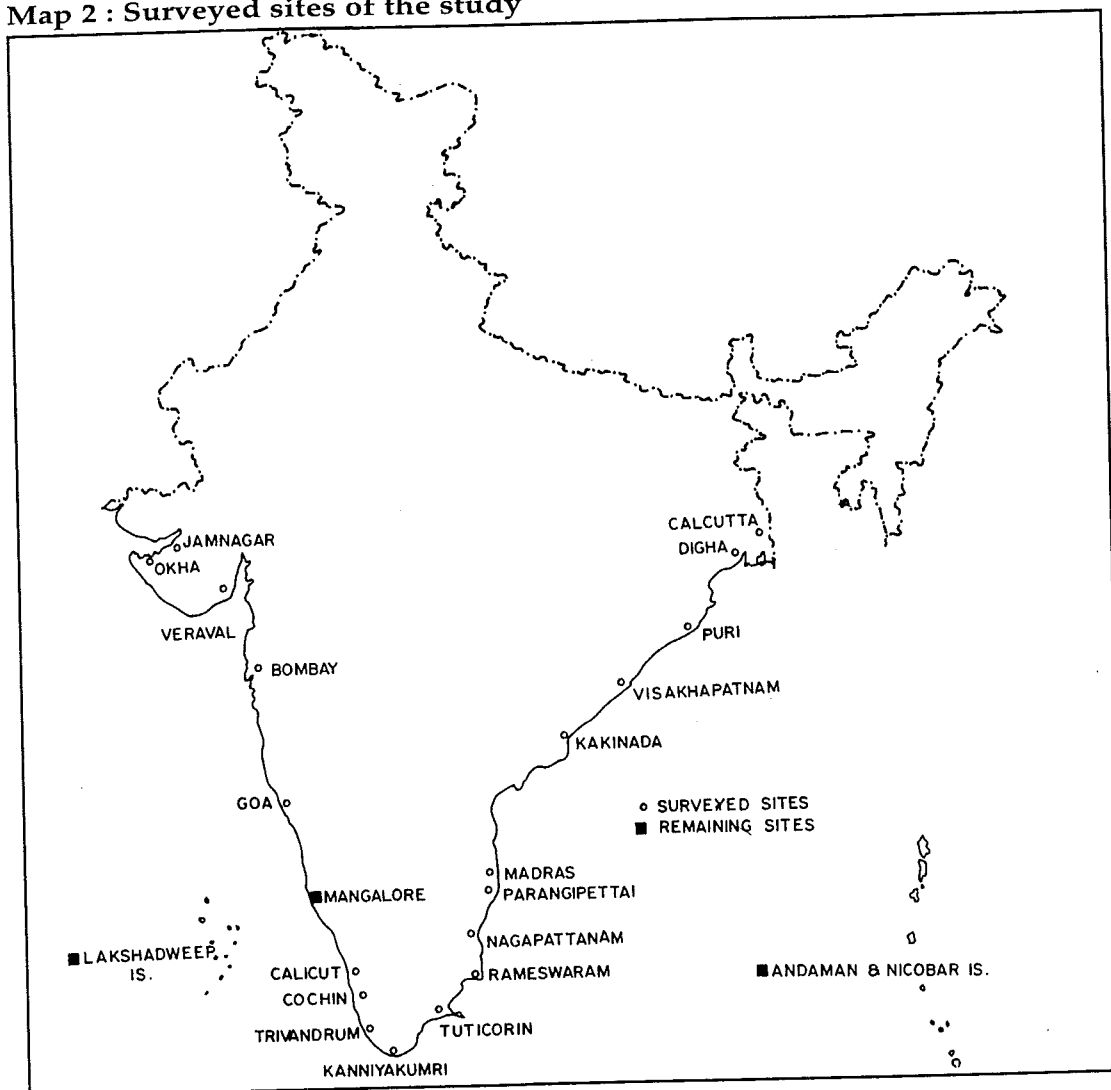 Map 2 : Surveyed sites of the study
CALCUTTA
DIGHA
JAMNAGAR
OKHA
VERAVAL
PURI
BOMBAY
VISAKHAPATNAM
KAKINADA
GOA
SURVEYED SITES
REMAINING SITES
MADRAS
PARANGIPETTAI
MANGALORE
NAGAPATTANAM
LAKSHADWEEP
IS.
CALICUT
RAMESWARAM
ANDAMAN & NICOBAR IS.
COCHIN
TRIVANDRUM
TUTICORIN
KANNIYAKUMRI